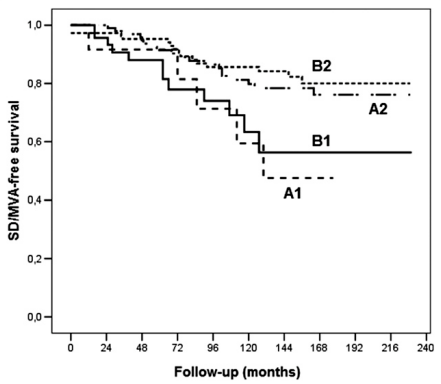 1,0
B2
0,8
A2
0,6
B1
A1
0,4
0,2
0,0
SD/MVA-free survival
0 24 48 72 96 120 144 168 192 216 240
Follow-up (months)